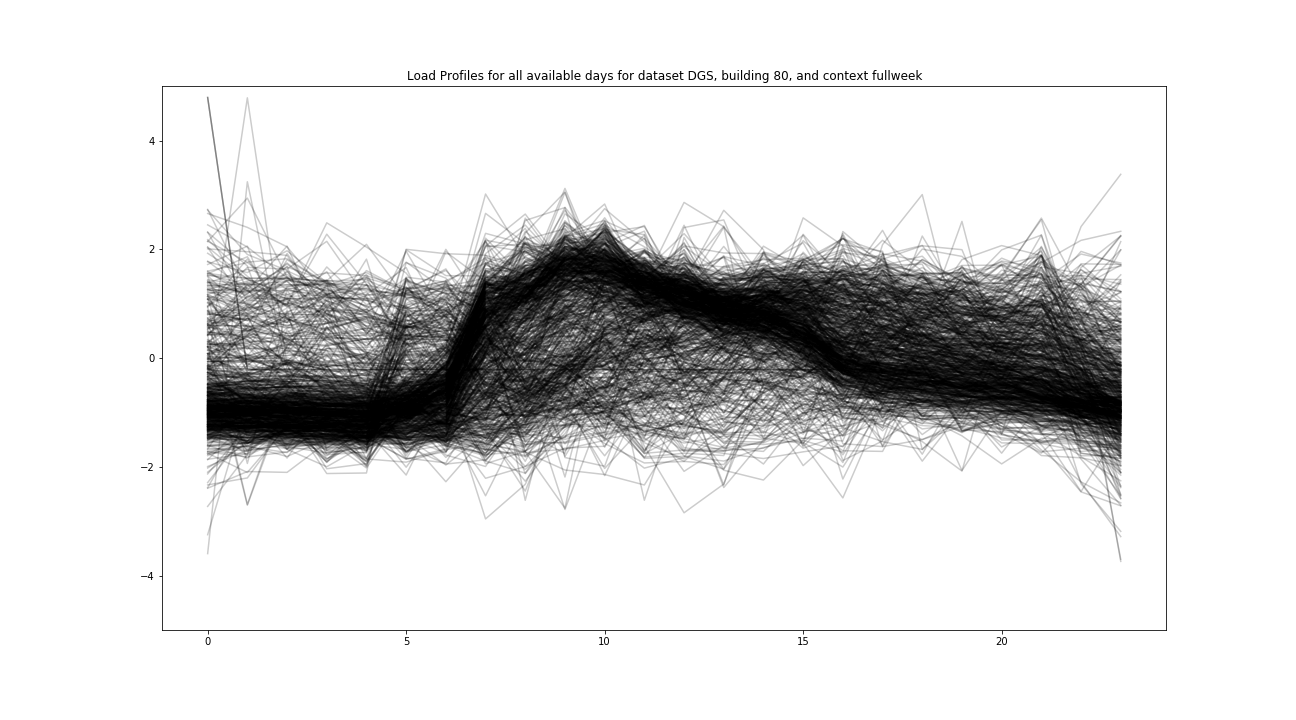 Load Profiles for all available days for dataset DGS, building 80, and context fullweek
4
2
0
−2
−4
0 5 10 15 20